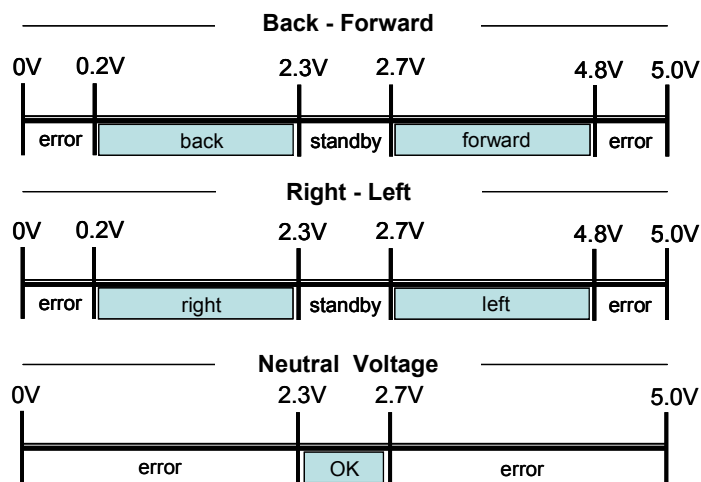 Back - Forward
0V 0.2V 2.3V 2.7V 4.8V 5.0V
error back standby forward error
Right - Left
0V 0.2V 2.3V 2.7V 4.8V 5.0V
error right standby left error
Neutral Voltage
0V 2.3V 2.7V 5.0V
error OK error